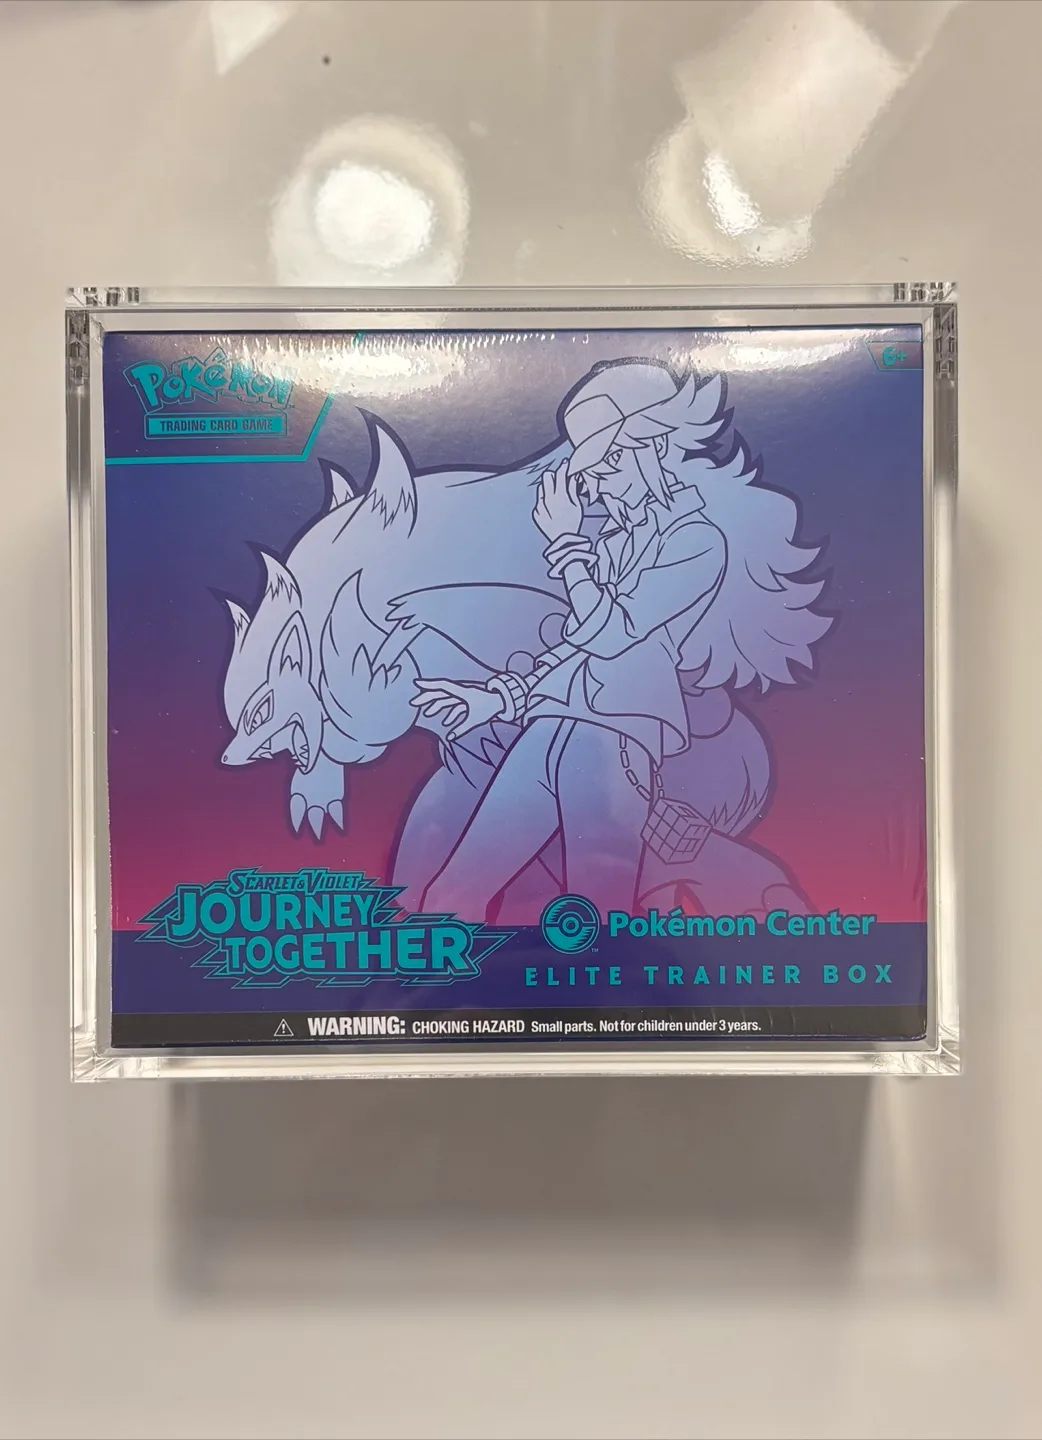 POKéMON
TRADING CARD GAME
6+
SCARLET & VIOLET
JOURNEY
TOGETHER
Pokémon Center
TM
ELITE TRAINER BOX
WARNING: CHOKING HAZARD Small parts. Not for children under 3 years.